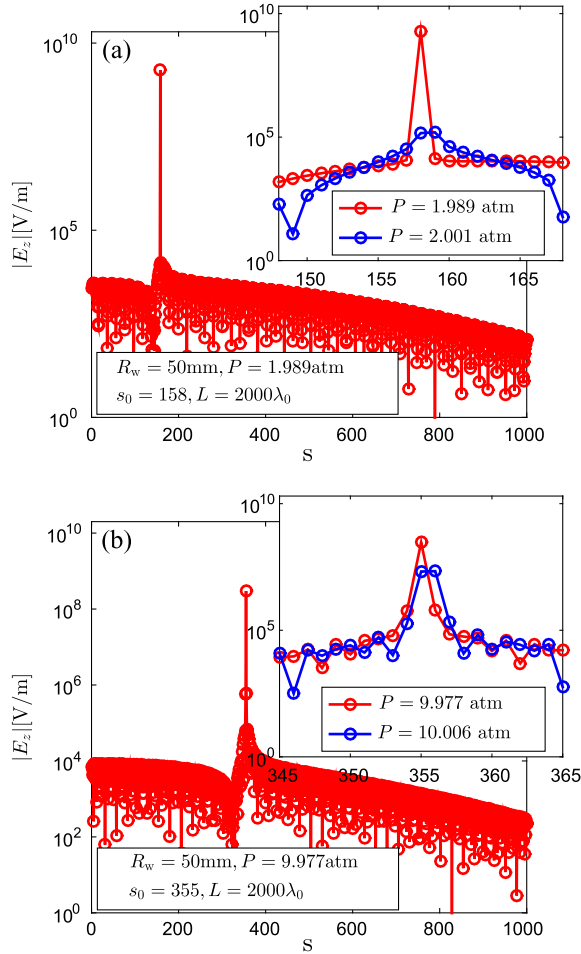 (a)
10^10
10^5
10^0
|E_z|[V/m]
0 200 400 600 800 1000
s
R_w = 50mm, P = 1.989atm
s_0 = 158, L = 2000λ_0
10^10
10^5
10^0
150 155 160 165
P = 1.989 atm
P = 2.001 atm
(b)
10^10
10^8
10^6
10^4
10^2
10^0
|E_z|[V/m]
0 200 400 600 800 1000
s
R_w = 50mm, P = 9.977atm
s_0 = 355, L = 2000λ_0
10^10
10^5
10^0
345 350 355 360 365
P = 9.977 atm
P = 10.006 atm